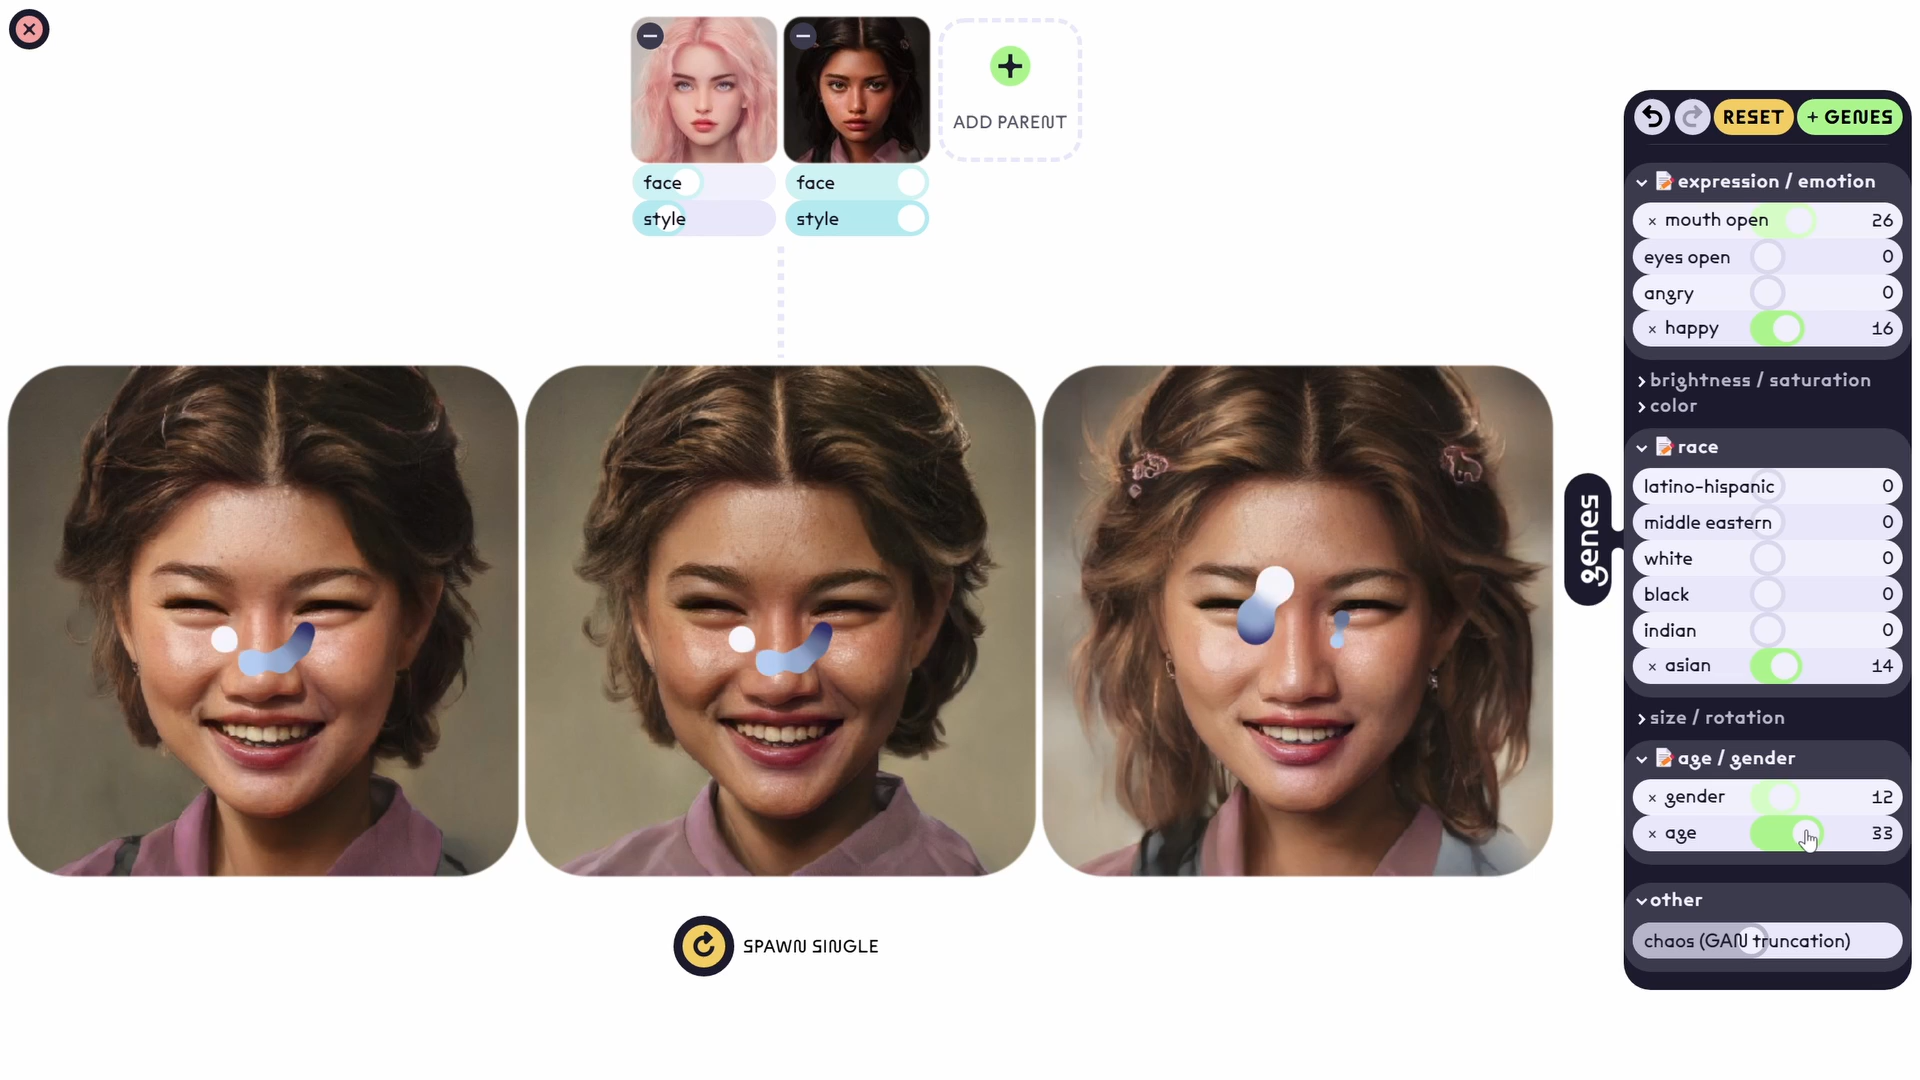 ADD PARENT
face
style
face
style
RESET
+ GENES
expression / emotion
× mouth open 26
eyes open 0
angry 0
× happy 16
brightness / saturation
color
race
latino-hispanic 0
middle eastern 0
white 0
black 0
indian 0
× asian 14
size / rotation
age / gender
× gender 12
× age 33
other
chaos (GAN truncation)
genes
SPAWN SINGLE